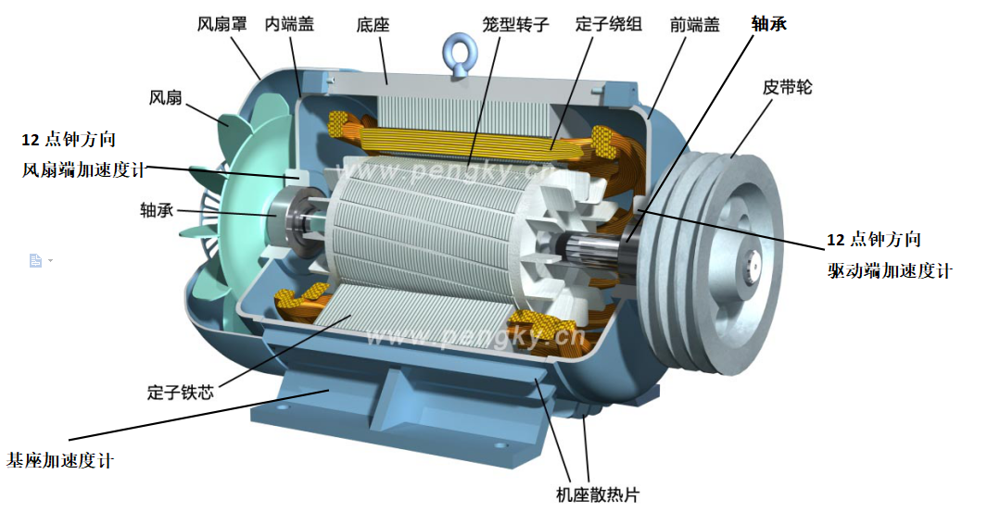 风扇罩 内端盖 底座 笼型转子 定子绕组 前端盖 轴承
风扇
皮带轮
12 点钟方向
风扇端加速度计
www.pengky.cn
轴承
12 点钟方向
驱动端加速度计
www.pengky.cn
定子铁芯
基座加速度计
机座散热片